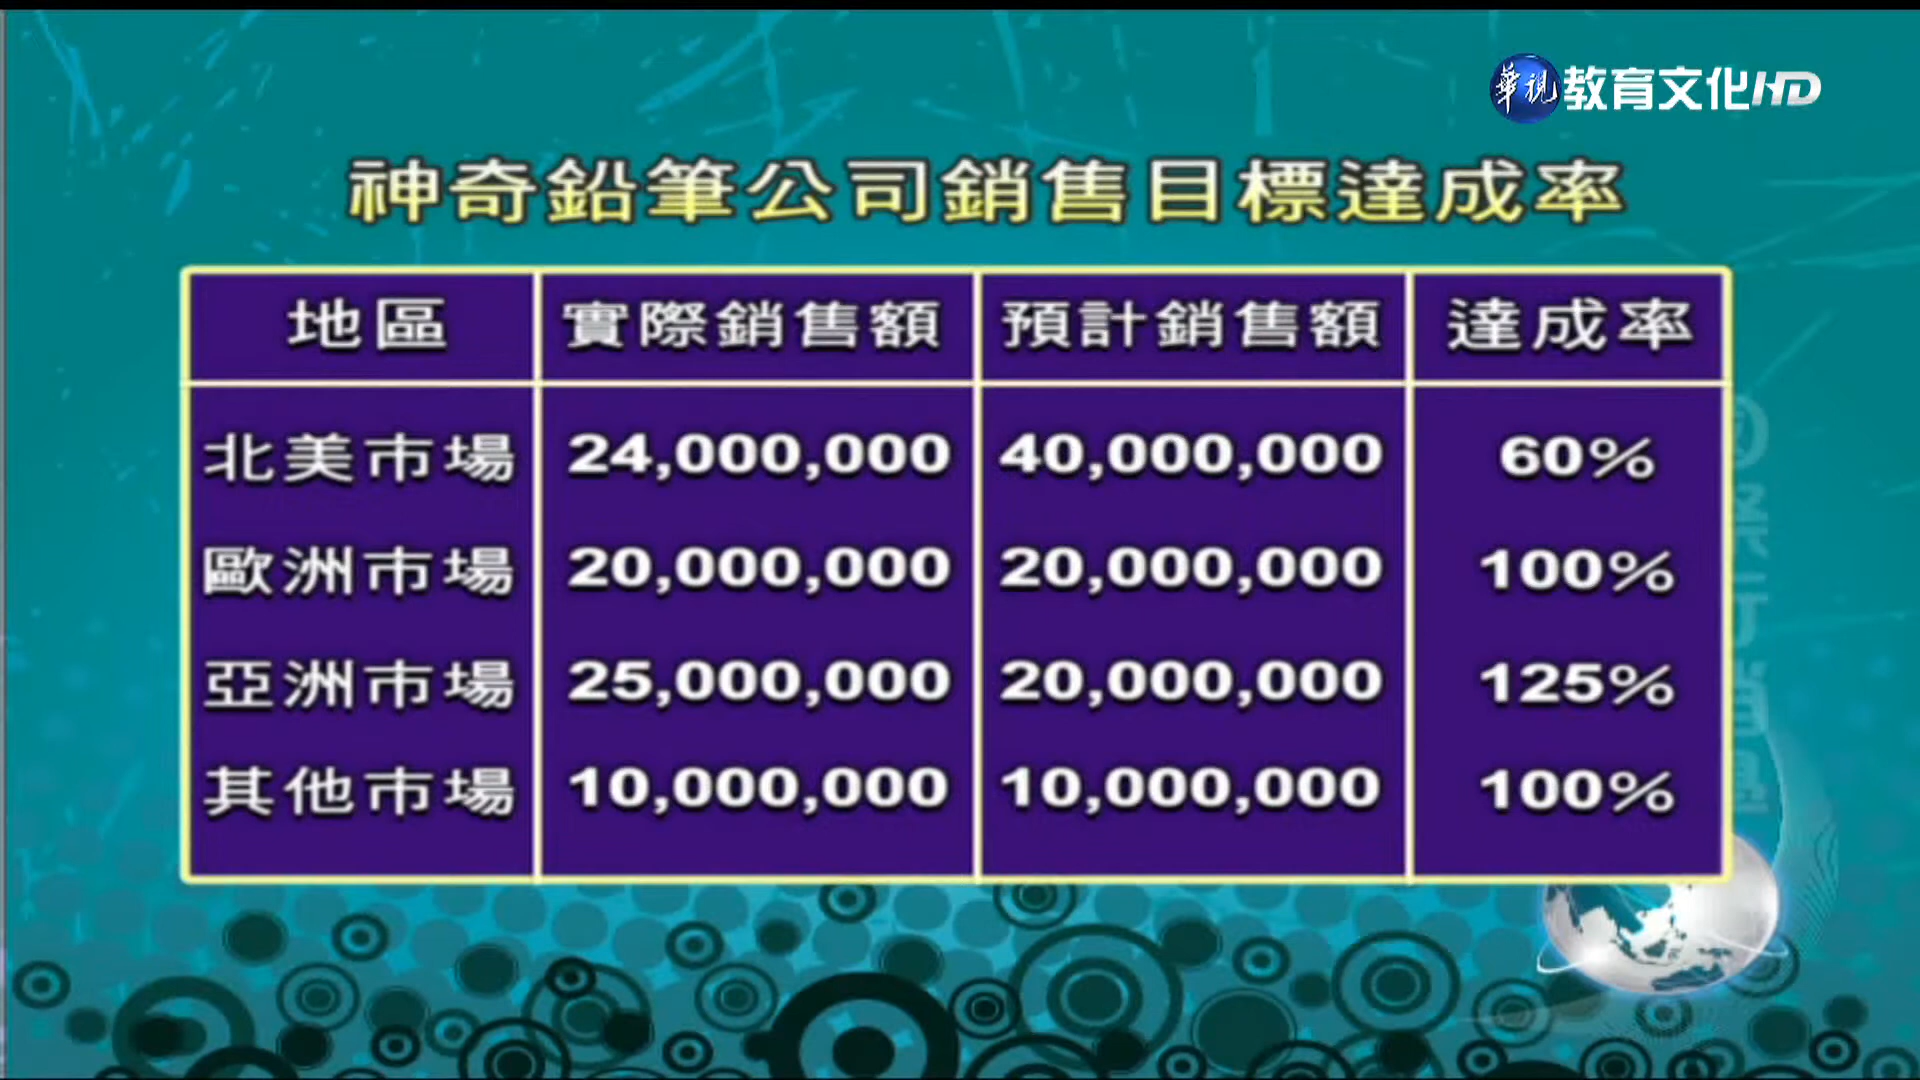 華視 教育文化HD
神奇鉛筆公司銷售目標達成率
地區 實際銷售額 預計銷售額 達成率
北美市場 24,000,000 40,000,000 60%
歐洲市場 20,000,000 20,000,000 100%
亞洲市場 25,000,000 20,000,000 125%
其他市場 10,000,000 10,000,000 100%